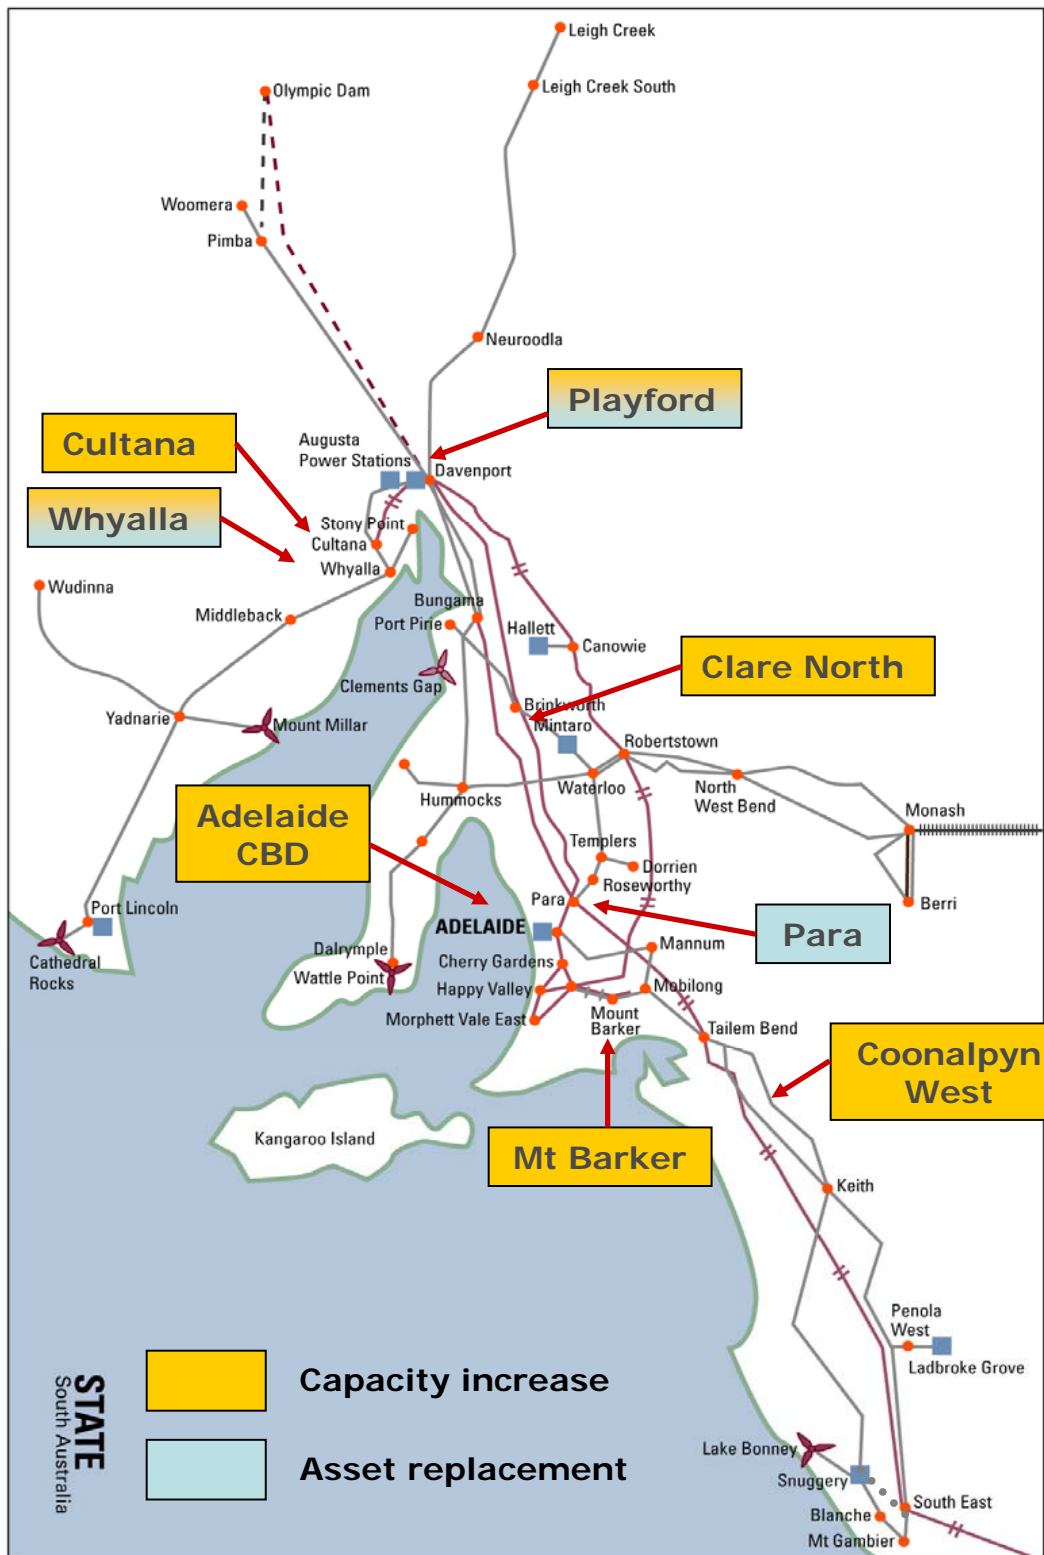 Leigh Creek
Leigh Creek South
Olympic Dam
Woomera
Pimba
Neuroodla
Playford
Cultana
Augusta
Power Stations
Davenport
Whyalla
Stony Point
Cultana
Whyalla
Wudinna
Middleback
Bungama
Port Pirie
Hallett
Canowie
Clements Gap
Clare North
Yadnarie
Mount Millar
Brinkworth
Mintaro
Robertstown
Waterloo
North
West Bend
Hummocks
Monash
Adelaide
CBD
Templers
Dorrien
Roseworthy
Para
Berri
Port Lincoln
ADELAIDE
Para
Cathedral
Rocks
Dalrymple
Wattle Point
Cherry Gardens
Mannum
Happy Valley
Mobilong
Morphett Vale East
Mount
Barker
Tailem Bend
Coonalpyn
West
Kangaroo Island
Mt Barker
Keith
Penola
West
Ladbroke Grove
Capacity increase
Asset replacement
STATE
South Australia
Lake Bonney
Snuggery
South East
Blanche
Mt Gambier